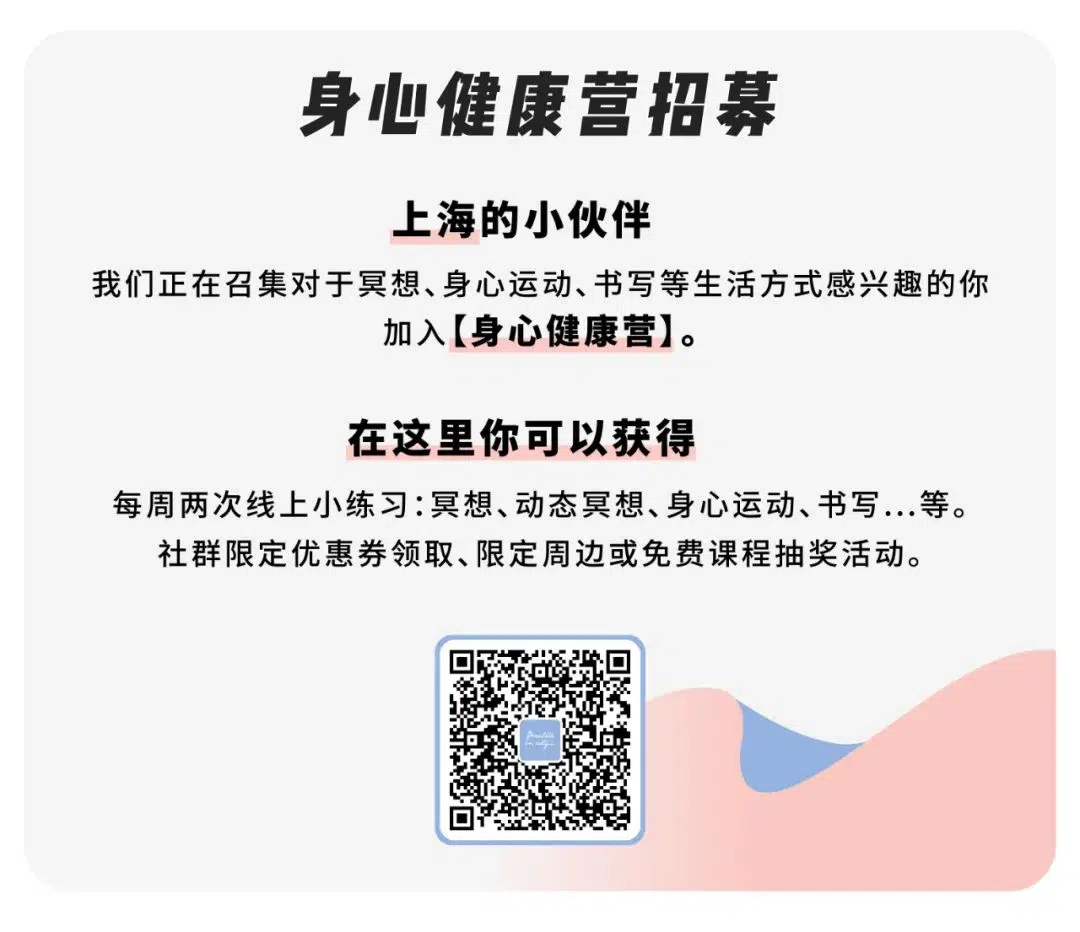 身心健康营招募
上海的小伙伴
我们正在召集对于冥想、身心运动、书写等生活方式感兴趣的你
加入【身心健康营】。
在这里你可以获得
每周两次线上小练习:冥想、动态冥想、身心运动、书写...等。
社群限定优惠券领取、限定周边或免费课程抽奖活动。